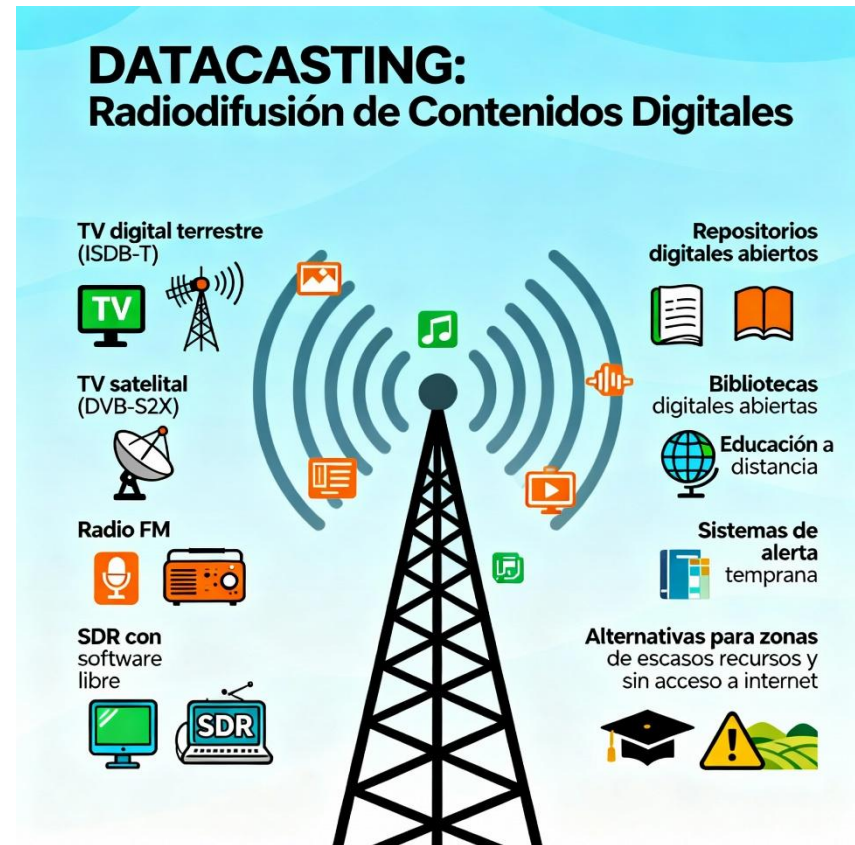 DATACASTING:
Radiodifusión de Contenidos Digitales
TV digital terrestre
(ISDB-T)
TV
TV satelital
(DVB-S2X)
Radio FM
SDR con
software
libre
SDR
Repositorios
digitales abiertos
Bibliotecas
digitales abiertas
Educación a
distancia
Sistemas de
alerta
temprana
Alternativas para zonas
de escasos recursos y
sin acceso a internet